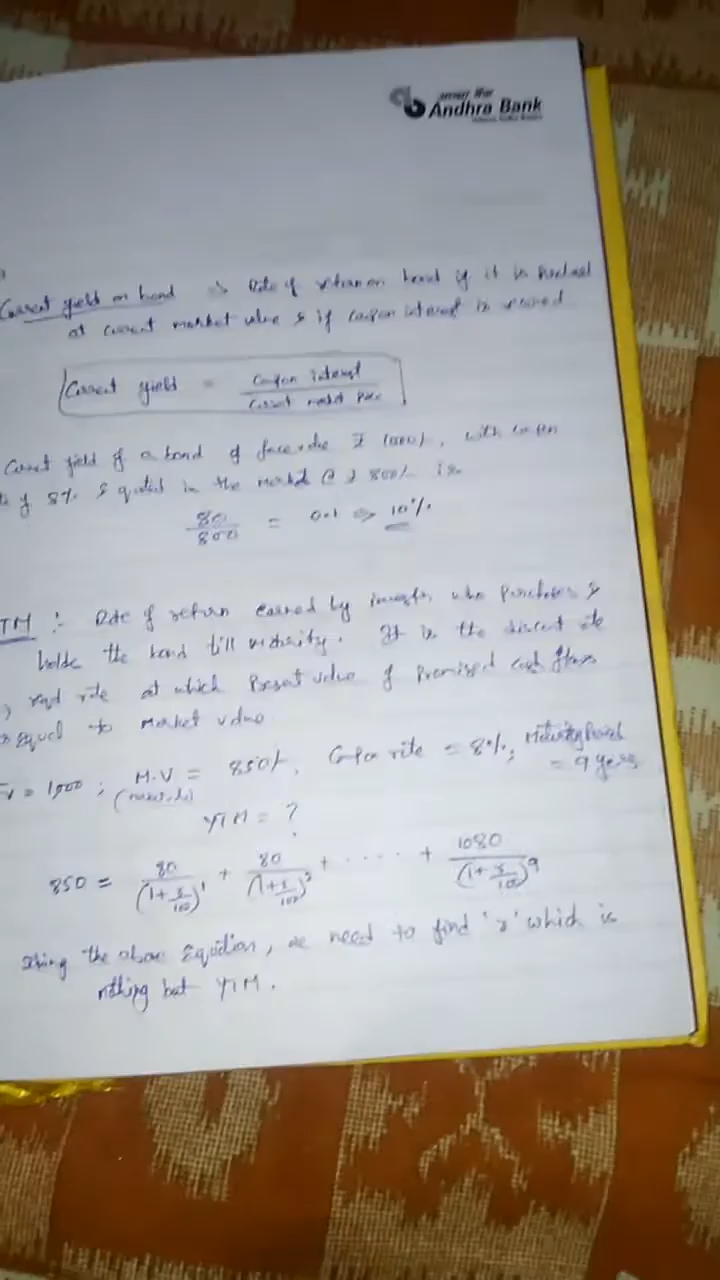 Andhra Bank
Current yield on bond → Rate of return on bond if it is purchased
at current market value & if coupon interest is received
Current yield = Coupon interest / Current market Price
Current yield of a bond of face value ₹ 1000/-, with coupon
of 8% & quoted in the market @ ₹ 800/- is
80/800 = 0.1 ⇒ 10%
YTM :- Rate of return earned by investor who purchases &
holds the bond till maturity. It is the discount rate
rate at which Present value of Promised cash flows
equal to Market value
= 1000 ; M.V = 850/-, Coupon rite = 8%; Maturity Period
= 9 years
YTM = ?
850 = 80/(1+r/100)^1 + 80/(1+r/100)^2 + ..... + 1080/(1+r/100)^9
Using the above Equation, we need to find 'r' which is
nothing but YTM.